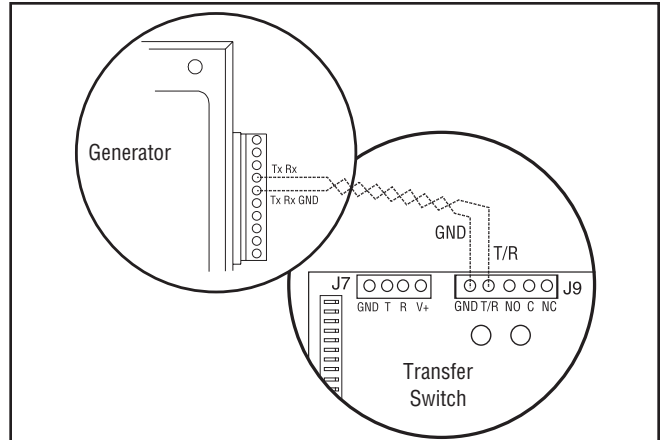 Generator
Tx Rx
Tx Rx GND
GND
T/R
J7
J9
GND T R V+
GND T/R NO C NC
Transfer
Switch